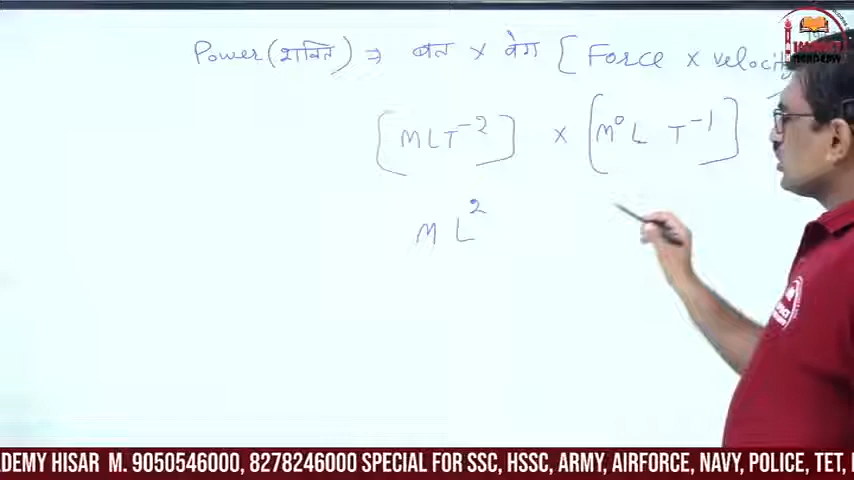 Power (शक्ति) ⇒ बल × वेग [Force × velocity
[MLT⁻²] × [M⁰L T⁻¹]
M L²
ADEMY HISAR M. 9050546000, 8278246000 SPECIAL FOR SSC, HSSC, ARMY, AIRFORCE, NAVY, POLICE, TET,